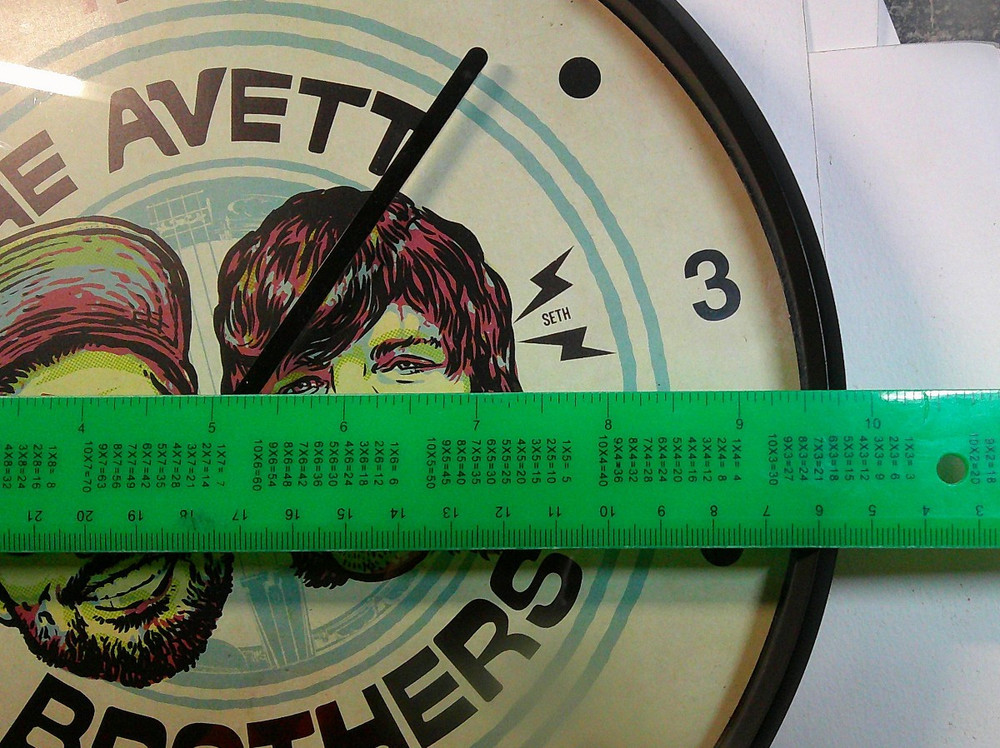 HE AVETT
3
SETH
4 5 6 7 8 9 10
1X8= 8
2X8=16
3X8=24
4X8=32
1X7= 7
2X7=14
3X7=21
4X7=28
5X7=35
6X7=42
7X7=49
8X7=56
9X7=63
10X7=70
1X6= 6
2X6=12
3X6=18
4X6=24
5X6=30
6X6=36
7X6=42
8X6=48
9X6=54
10X6=60
1X5= 5
2X5=10
3X5=15
4X5=20
5X5=25
6X5=30
7X5=35
8X5=40
9X5=45
10X5=50
1X4= 4
2X4= 8
3X4=12
4X4=16
5X4=20
6X4=24
7X4=28
8X4=32
9X4=36
10X4=40
1X3= 3
2X3= 6
3X3= 9
4X3=12
5X3=15
6X3=18
7X3=21
8X3=24
9X3=27
10X3=30
9X2=18
3 4 5 6 7 8 9 10 11 12 13 14 15 16 17 18 19 20 21
BROTHERS